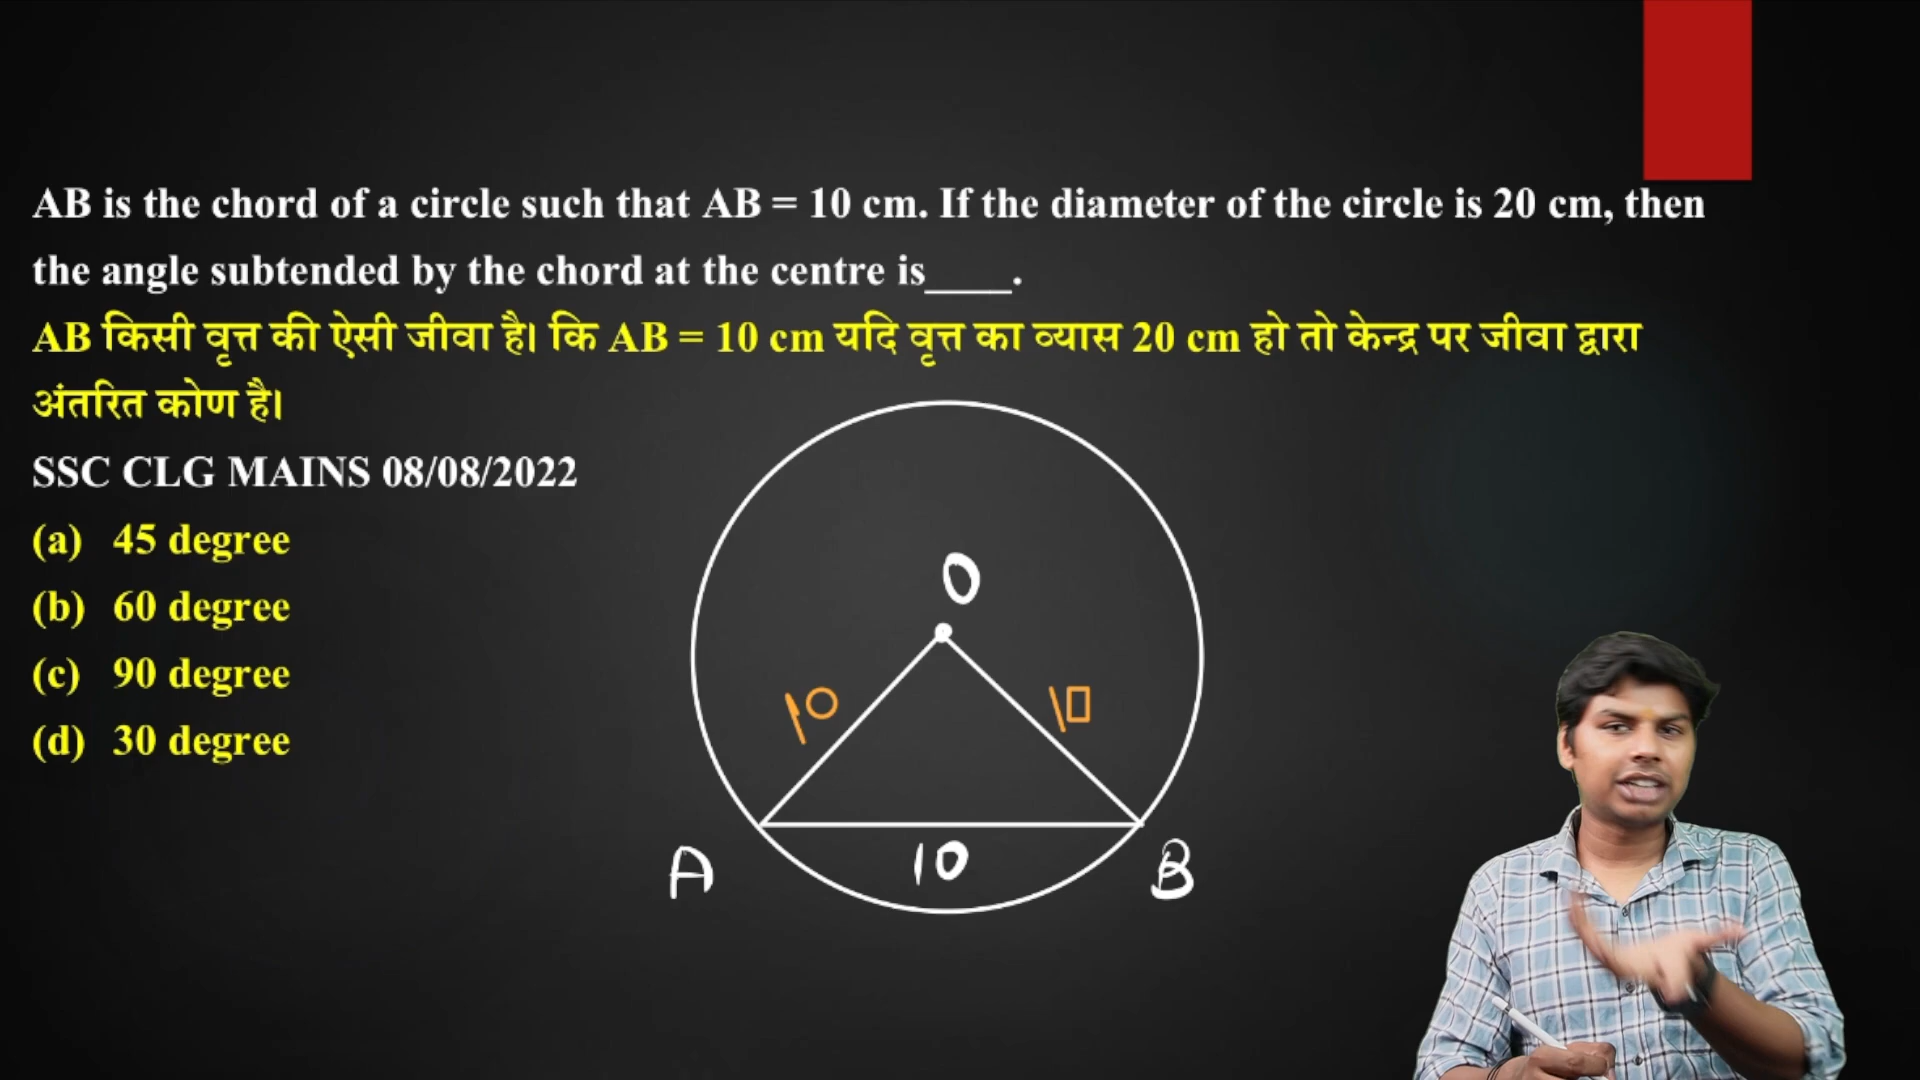 AB is the chord of a circle such that AB = 10 cm. If the diameter of the circle is 20 cm, then
the angle subtended by the chord at the centre is____.
AB किसी वृत्त की ऐसी जीवा है। कि AB = 10 cm यदि वृत्त का व्यास 20 cm हो तो केन्द्र पर जीवा द्वारा
अंतरित कोण है।
SSC CLG MAINS 08/08/2022
(a) 45 degree
(b) 60 degree
(c) 90 degree
(d) 30 degree
O
10 10
A 10 B